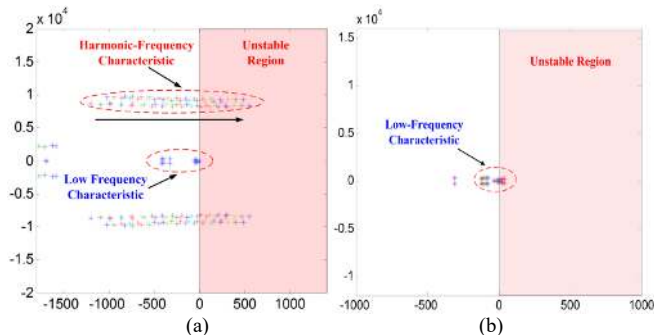 x 10^4
2
1.5
1
0.5
0
-0.5
-1
-1.5
-2
Harmonic-Frequency
Characteristic
Unstable
Region
Low Frequency
Characteristic
-1500 -1000 -500 0 500 1000
(a)
1.5
1
0.5
0
-0.5
-1
Unstable Region
Low-Frequency
Characteristic
-1000 -500 0 500 1000
(b)